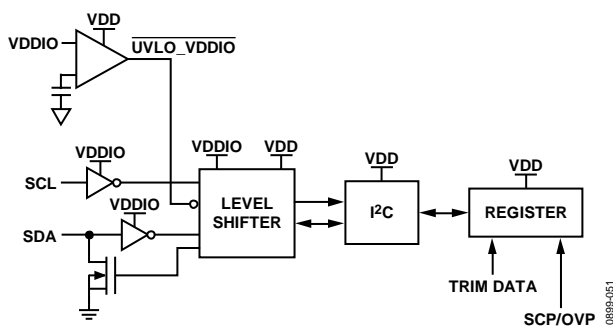 VDD
VDDIO
UVLO_VDDIO
VDDIO
VDDIO
VDD
VDD
VDD
SCL
LEVEL
SHIFTER
I²C
REGISTER
VDDIO
SDA
TRIM DATA
SCP/OVP
0899-051